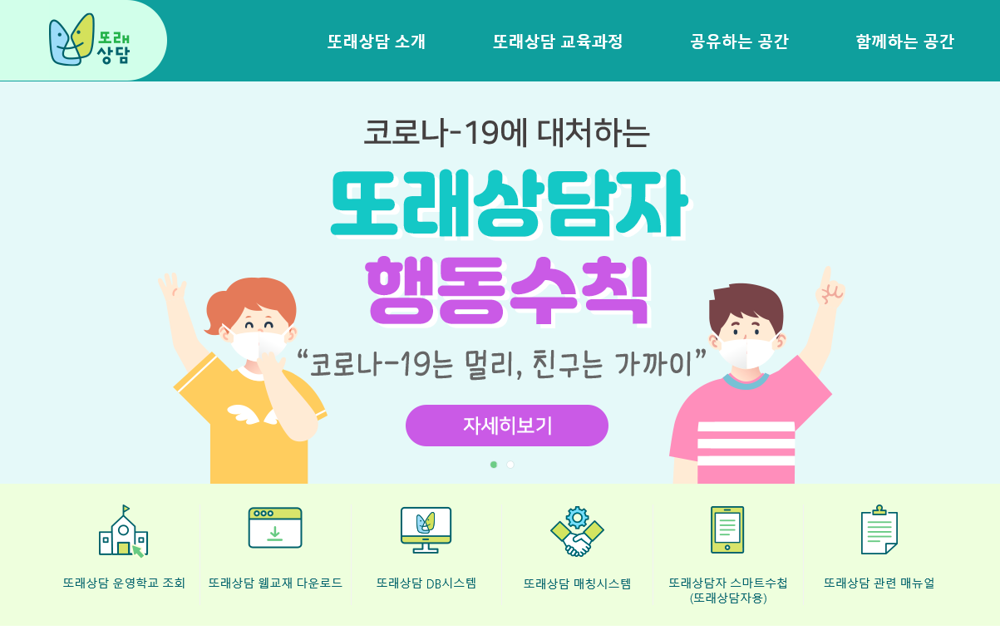 또래
상담
또래상담 소개
또래상담 교육과정
공유하는 공간
함께하는 공간
코로나-19에 대처하는
또래상담자
행동수칙
“코로나-19는 멀리, 친구는 가까이”
자세히보기
또래상담 운영학교 조회
또래상담 웹교재 다운로드
또래상담 DB시스템
또래상담 매칭시스템
또래상담자 스마트수첩
(또래상담자용)
또래상담 관련 매뉴얼